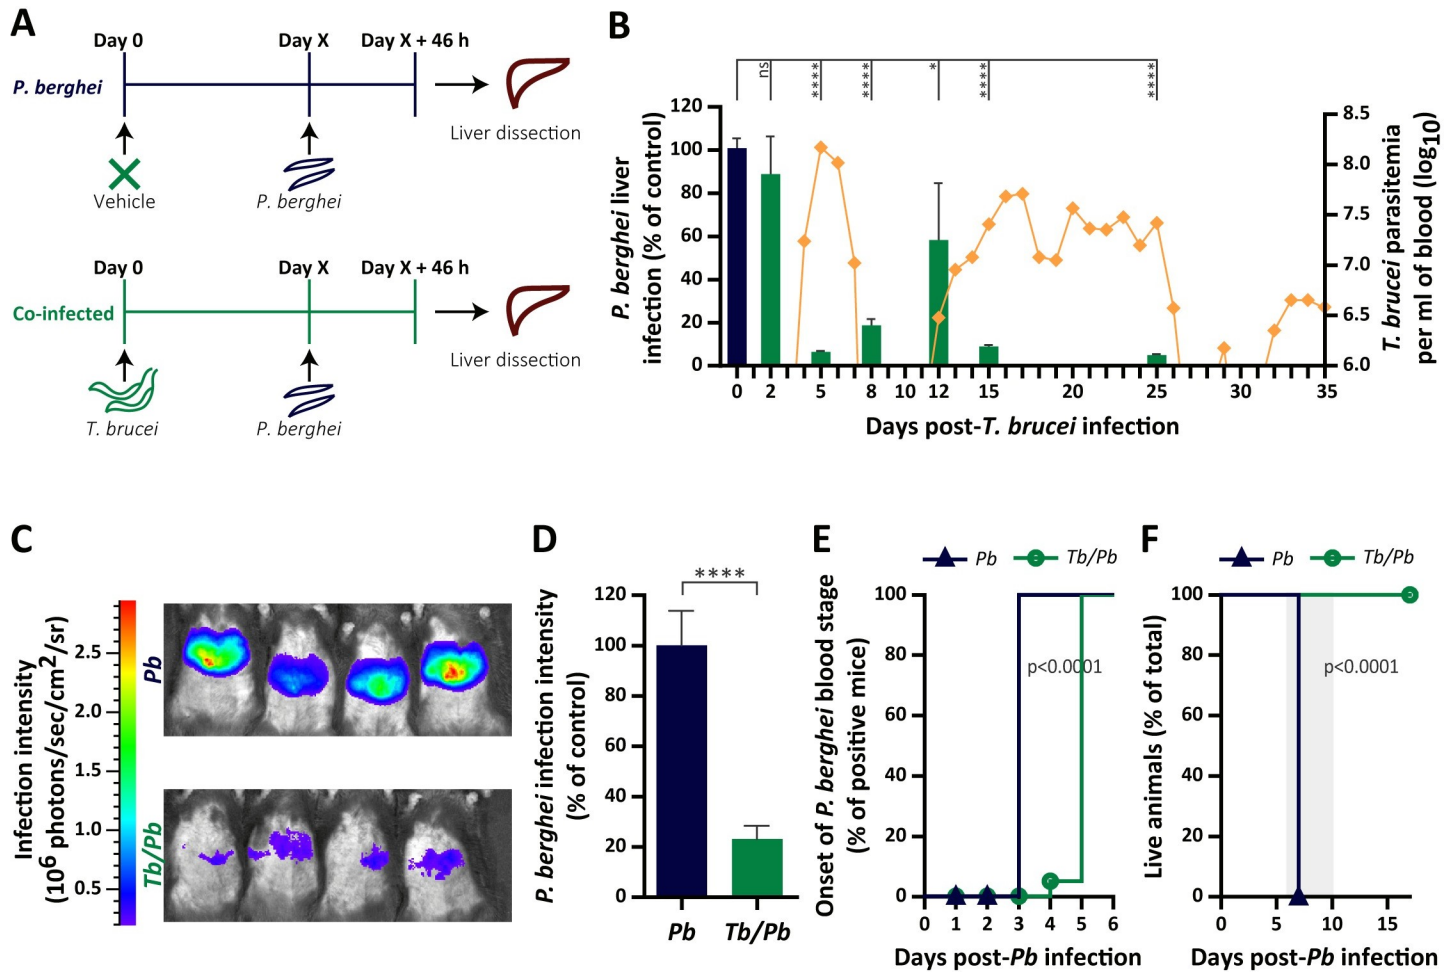 A
Day 0 Day X Day X + 46 h
P. berghei
Liver dissection
Vehicle P. berghei
Day 0 Day X Day X + 46 h
Co-infected
Liver dissection
T. brucei P. berghei
B
ns **** **** * **** ****
P. berghei liver
infection (% of control)
120
100
80
60
40
20
0
8.5
8.0
7.5
7.0
6.5
6.0
T. brucei parasitemia
per ml of blood (log10)
0 2 5 8 10 12 15 20 25 30 35
Days post-T. brucei infection
C
Infection intensity
(10^6 photons/sec/cm^2/sr)
2.5
2.0
1.5
1.0
0.5
Pb
Tb/Pb
D
P. berghei infection intensity
(% of control)
****
120
100
80
60
40
20
0
Pb Tb/Pb
E
Pb Tb/Pb
Onset of P. berghei blood stage
(% of positive mice)
100
80
60
40
20
0
p<0.0001
0 1 2 3 4 5 6
Days post-Pb infection
F
Pb Tb/Pb
Live animals (% of total)
100
80
60
40
20
0
p<0.0001
0 5 10 15
Days post-Pb infection